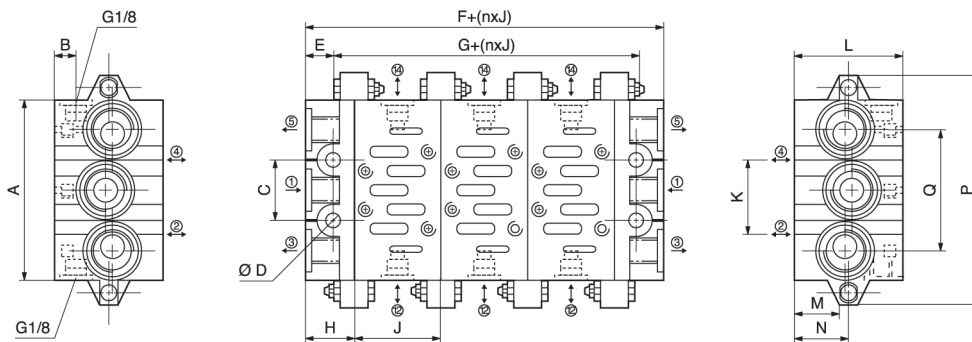 G1/8
B
A
④
②
G1/8
F+(nxJ)
E
G+(nxJ)
⑭ ⑭ ⑭
⑤ ⑤
C
① ①
③ ③
Ø D
⑫ ⑫ ⑫
H
J
L
④
②
K
Q
P
M
N